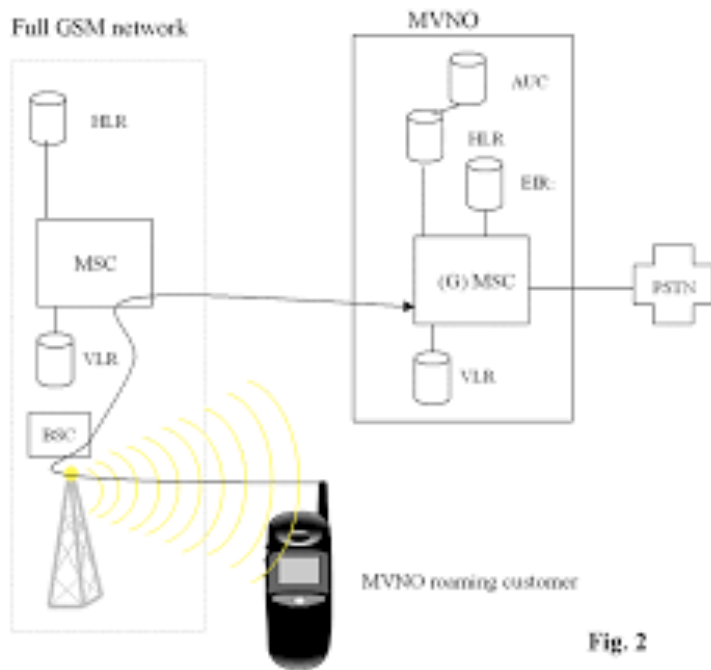 Full GSM network
MVNO
HLR
MSC
VLR
BSC
AUC
HLR
EIR:
(G) MSC
VLR
PSTN
MVNO roaming customer
Fig. 2